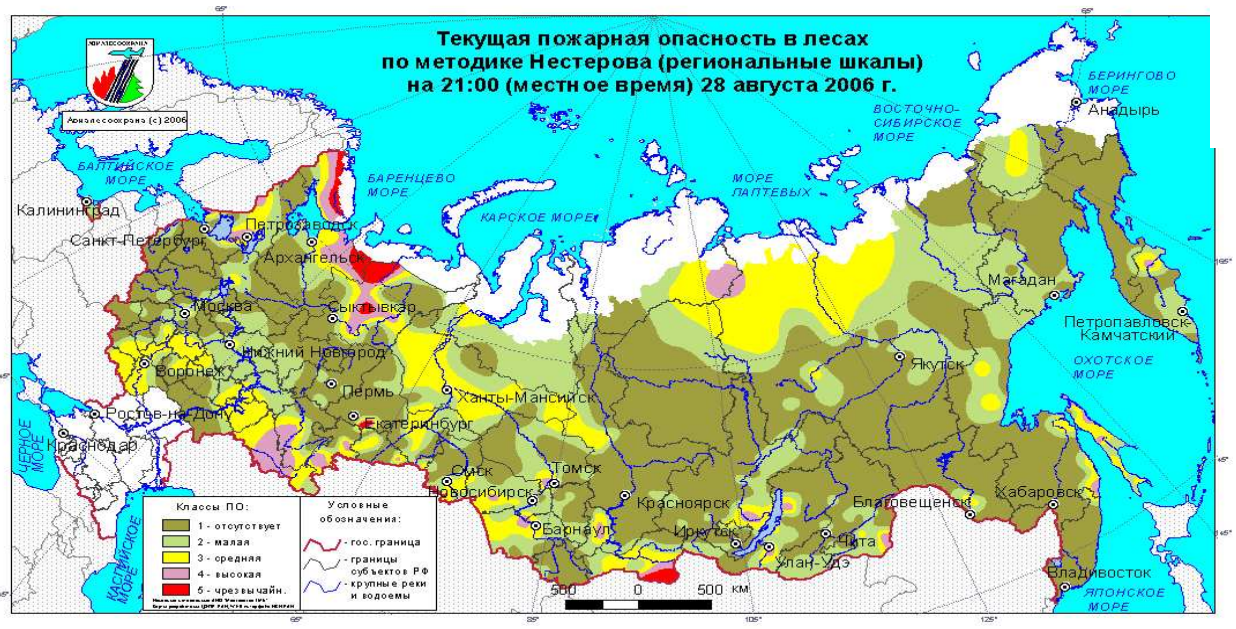 Текущая пожарная опасность в лесах
по методике Нестерова (региональные шкалы)
на 21:00 (местное время) 28 августа 2006 г.
АВИАЛЕСООХРАНА
Авиалесоохрана (с) 2006
БЕРИНГОВО
МОРЕ
Анадырь
ВОСТОЧНО-
СИБИРСКОЕ
МОРЕ
МОРЕ
ЛАПТЕВЫХ
КАРСКОЕ МОРЕ
БАРЕНЦЕВО
МОРЕ
БАЛТИЙСКОЕ
МОРЕ
Калининград
Санкт-Петербург
Петрозаводск
Архангельск
Сыктывкар
Москва
Нижний Новгород
Воронеж
Пермь
Екатеринбург
Ханты-Мансийск
Ростов-на-Дону
Краснодар
ЧЕРНОЕ
МОРЕ
КАСПИЙСКОЕ
МОРЕ
Магадан
Петропавловск-
Камчатский
ОХОТСКОЕ
МОРЕ
Якутск
Омск
Новосибирск
Томск
Барнаул
Красноярск
Иркутск
Улан-Удэ
Чита
Благовещенск
Хабаровск
Владивосток
ЯПОНСКОЕ
МОРЕ
Классы ПО:
1 - отсутствует
2 - малая
3 - средняя
4 - высокая
5 - чрезвычайн.
Условные
обозначения:
- гос. граница
- границы
субъектов РФ
- крупные реки
и водоемы
500 0 500 км
65°
85°
105°
125°